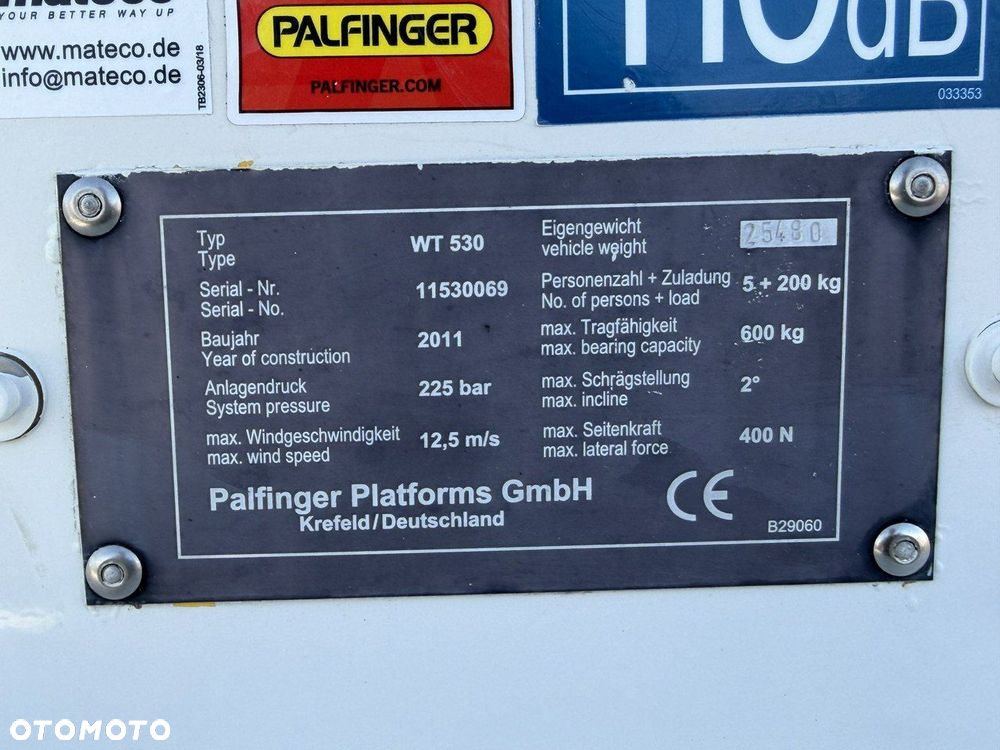 mateco
YOUR BETTER WAY UP
www.mateco.de
info@mateco.de
TB2306-03/18
PALFINGER
PALFINGER.COM
110dB
033353
Typ
Type
WT 530
Serial - Nr.
Serial - No.
11530069
Baujahr
Year of construction
2011
Anlagendruck
System pressure
225 bar
max. Windgeschwindigkeit
max. wind speed
12,5 m/s
Eigengewicht
vehicle weight
25480
Personenzahl + Zuladung
No. of persons + load
5 + 200 kg
max. Tragfähigkeit
max. bearing capacity
600 kg
max. Schrägstellung
max. incline
2°
max. Seitenkraft
max. lateral force
400 N
Palfinger Platforms GmbH
Krefeld/Deutschland
CE
B29060
OTOMOTO